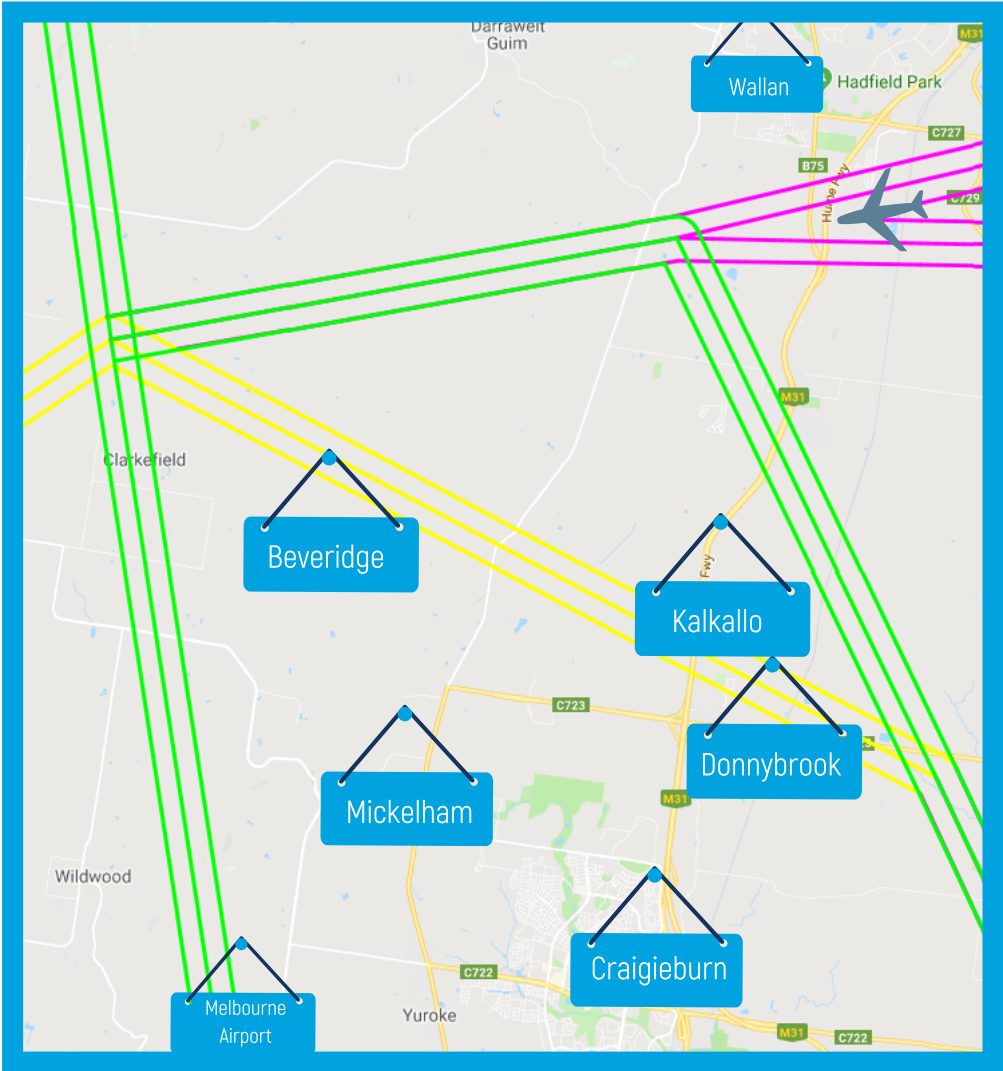 Darraweit
Guim
M31
Wallan
Hadfield Park
C727
B75
Hume Fwy
C729
M31
Clarkefield
Beveridge
Fwy
Kalkallo
C723
Donnybrook
M31
Mickelham
Wildwood
Craigieburn
C722
Melbourne
Airport
Yuroke
M31
C722